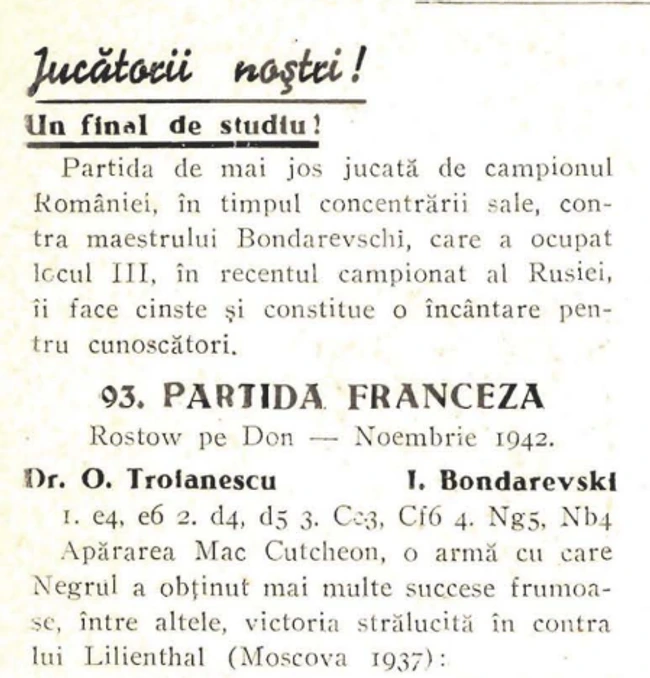 Jucătorii noștri!
Un final de studiu!
Partida de mai jos jucată de campionul
României, în timpul concentrării sale, con-
tra maestrului Bondarevschi, care a ocupat
locul III, în recentul campionat al Rusiei,
îi face cinste și constitue o încântare pen-
tru cunoscători.
93. PARTIDA FRANCEZA
Rostow pe Don — Noembrie 1942.
Dr. O. Troianescu I. Bondarevski
1. e4, e6 2. d4, d5 3. Cc3, Cf6 4. Ng5, Nb4
Apărarea Mac Cutcheon, o armă cu care
Negrul a obținut mai multe succese frumoa-
se, între altele, victoria strălucită în contra
lui Lilienthal (Moscova 1937):